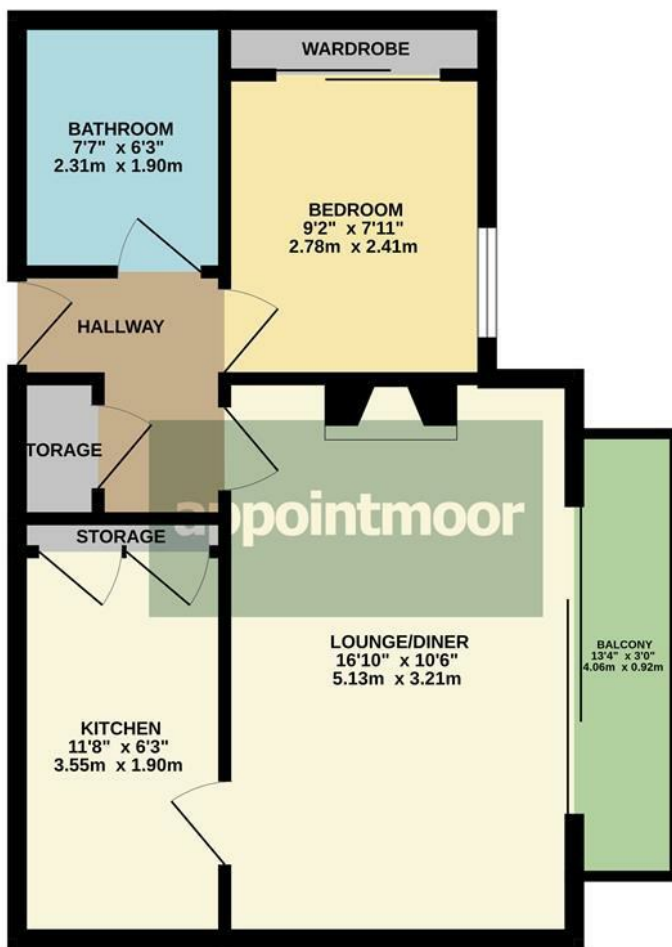 WARDROBE
BATHROOM
7'7" x 6'3"
2.31m x 1.90m
BEDROOM
9'2" x 7'11"
2.78m x 2.41m
HALLWAY
TORAGE
appointmoor
STORAGE
LOUNGE/DINER
16'10" x 10'6"
5.13m x 3.21m
BALCONY
13'4" x 3'0"
4.06m x 0.92m
KITCHEN
11'8" x 6'3"
3.55m x 1.90m